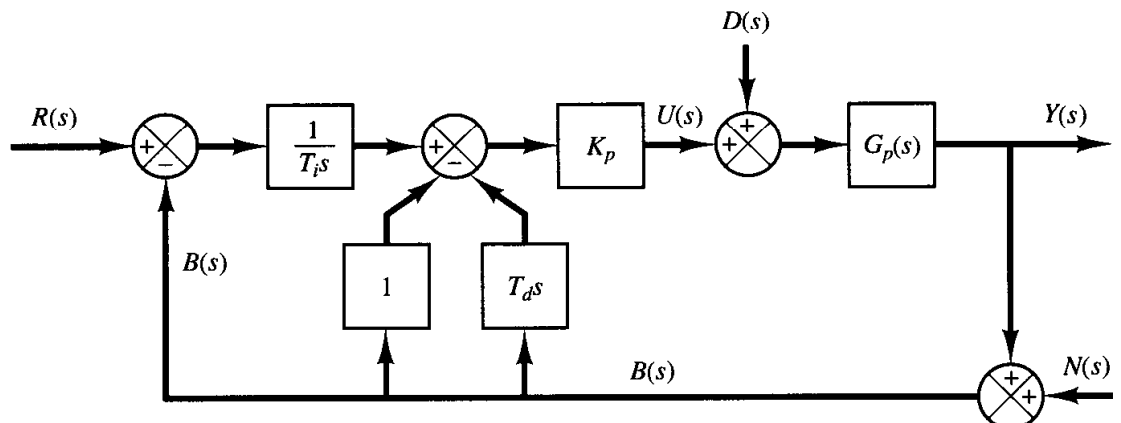 D(s)
R(s)
+
−
1
T_i s
+
−
K_p
U(s)
+
+
G_p(s)
Y(s)
B(s)
1
T_d s
B(s)
+
+
N(s)